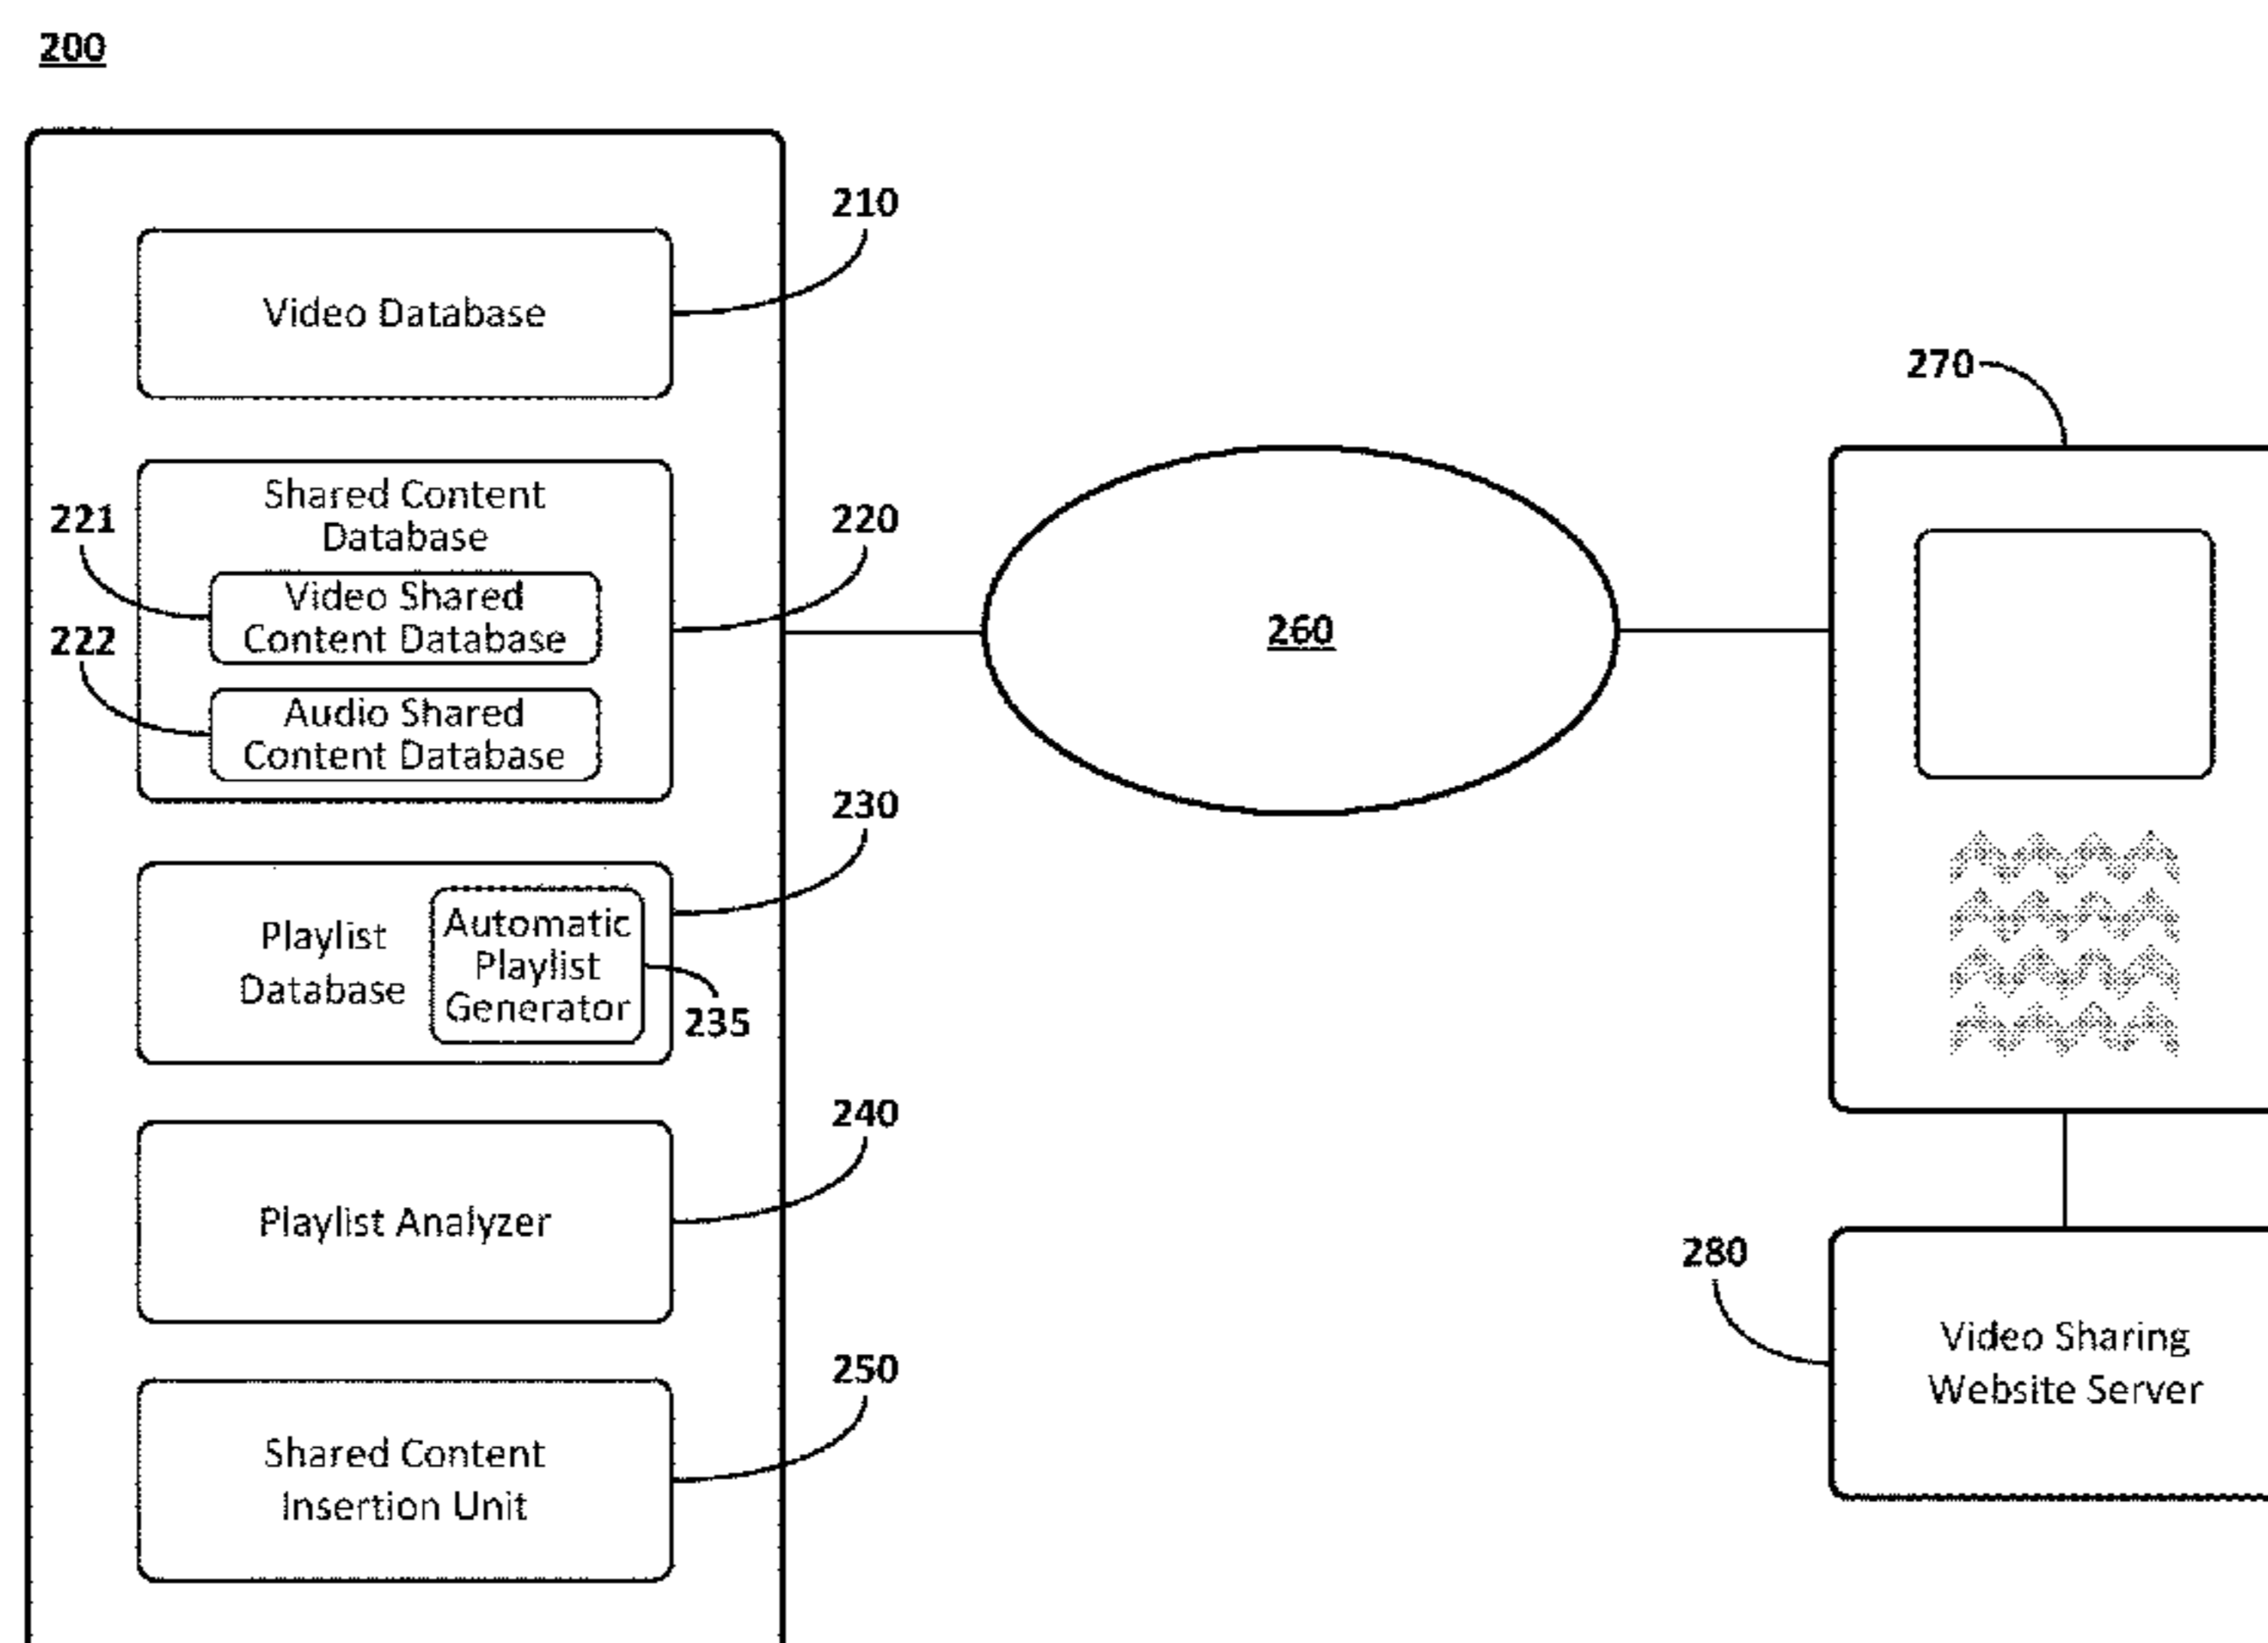 200
210
Video Database
270
Shared Content
Database
221
220
Video Shared
Content Database
222
260
Audio Shared
Content Database
230
Playlist
Database
Automatic
Playlist
Generator
235
240
Playlist Analyzer
280
Video Sharing
Website Server
250
Shared Content
Insertion Unit